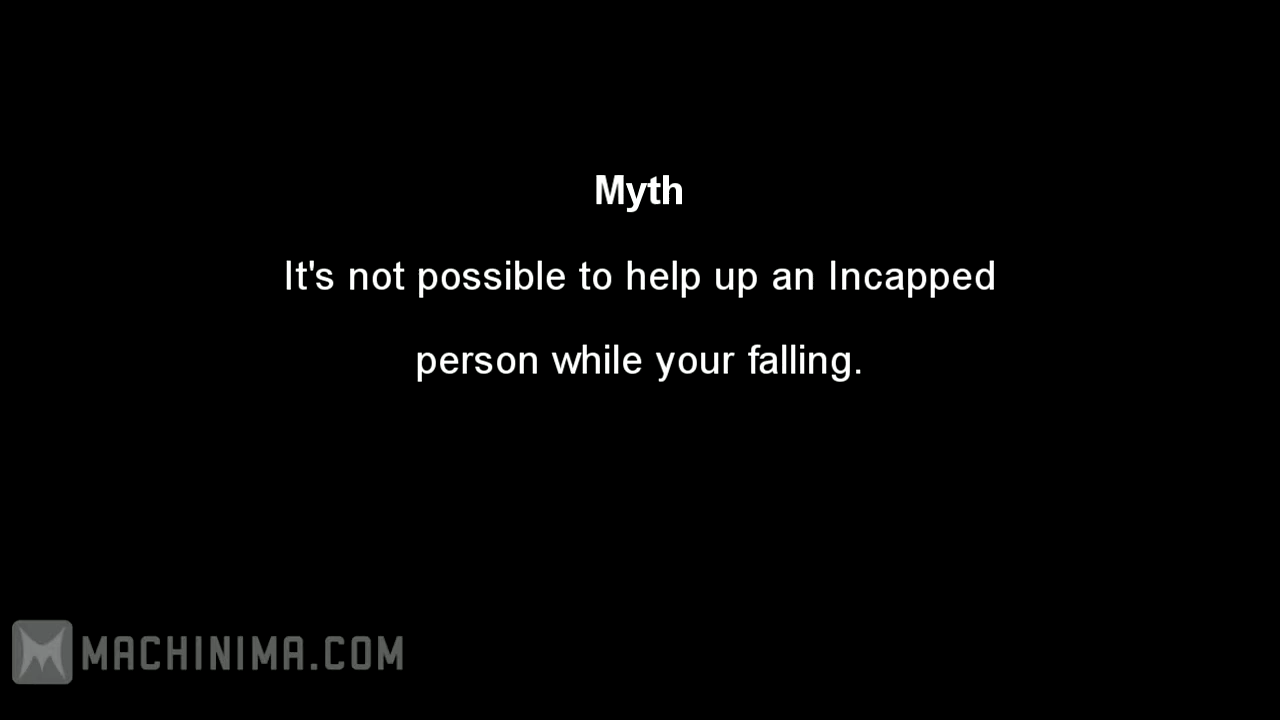 Myth
It's not possible to help up an Incapped
person while your falling.
MACHINIMA.COM